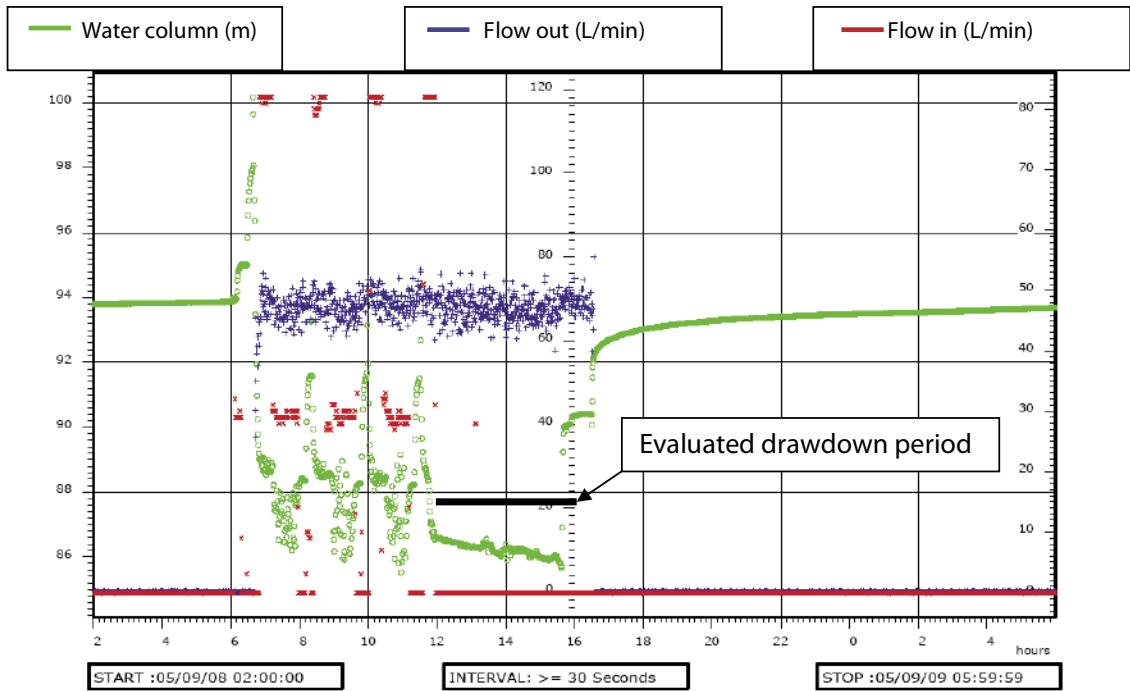 Water column (m)
Flow out (L/min)
Flow in (L/min)
100
98
96
94
92
90
88
86
120
100
80
60
40
20
0
80
70
60
50
40
30
20
10
0
Evaluated drawdown period
2 4 6 8 10 12 14 16 18 20 22 0 2 4
hours
START :05/09/08 02:00:00
INTERVAL: >= 30 Seconds
STOP :05/09/09 05:59:59